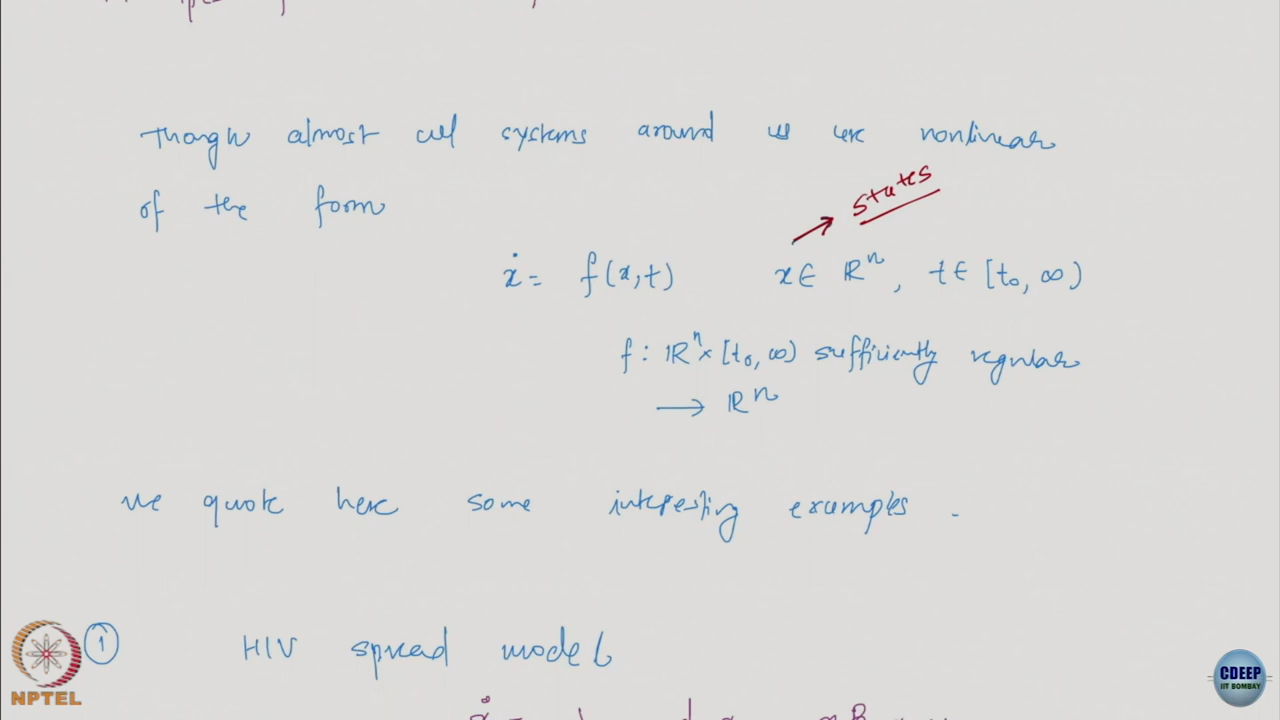 Though almost all systems around us are nonlinear
of the form
states
ẋ = f(x,t) x ∈ ℝⁿ, t ∈ [t₀, ∞)
f : ℝⁿ × [t₀, ∞) sufficiently regular
→ ℝⁿ
we quote here some interesting examples.
① HIV spread model
NPTEL
CDEEP
IIT BOMBAY